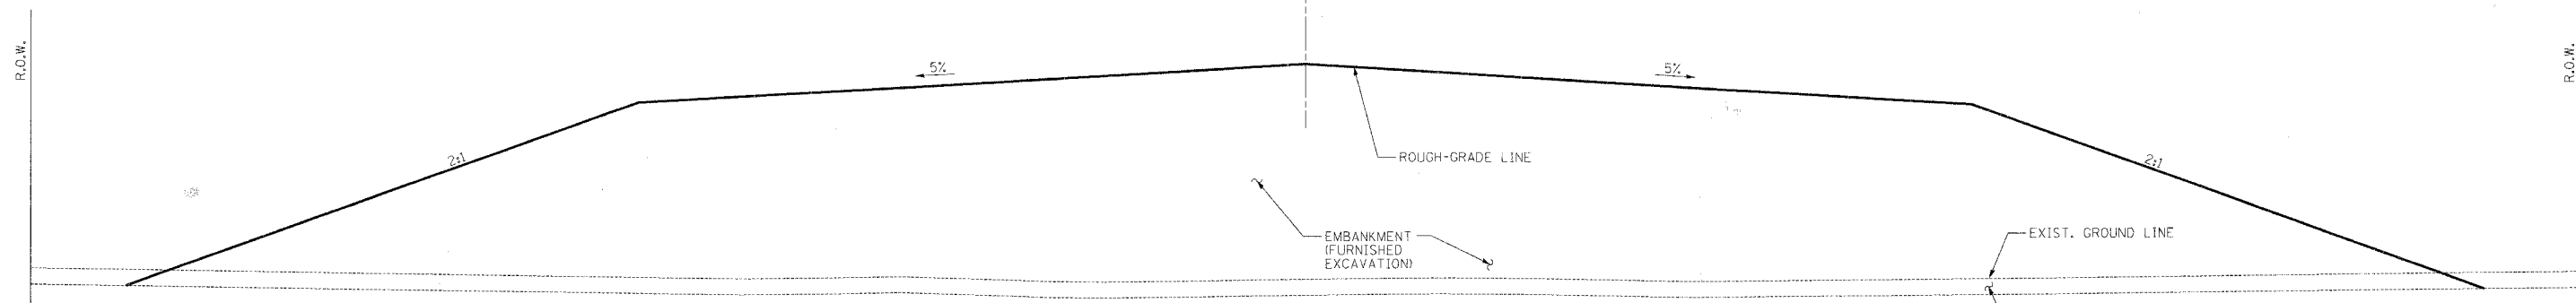 R.O.W.
5%
5%
R.O.W.
2:1
ROUGH-GRADE LINE
2:1
EMBANKMENT
(FURNISHED
EXCAVATION)
EXIST. GROUND LINE